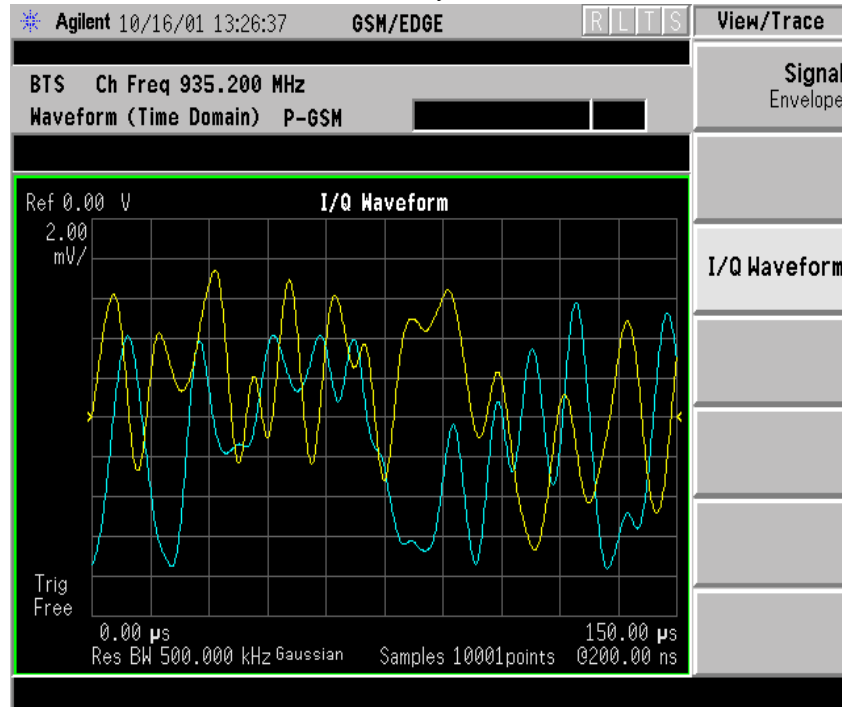 Agilent 10/16/01 13:26:37 GSM/EDGE R L T S View/Trace
BTS Ch Freq 935.200 MHz
Waveform (Time Domain) P-GSM
Signal
Envelope
I/Q Waveform
Ref 0.00 V I/Q Waveform
2.00
mV/
Trig
Free
0.00 µs 150.00 µs
Res BW 500.000 kHz Gaussian Samples 10001points @200.00 ns